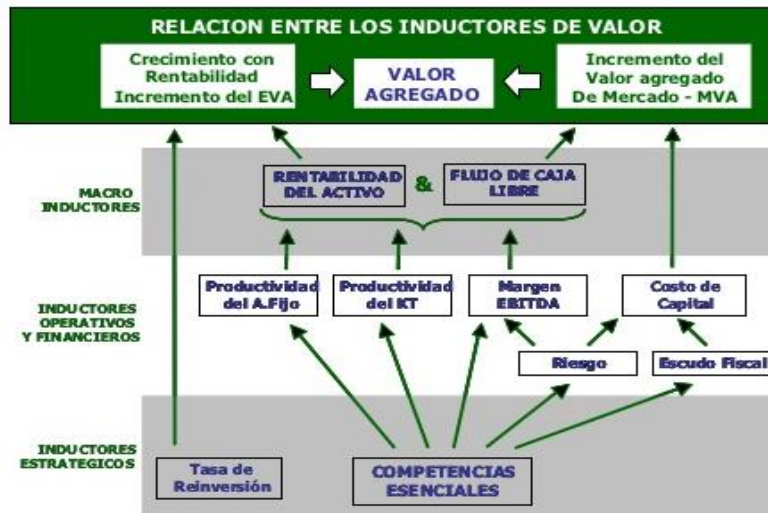 RELACION ENTRE LOS INDUCTORES DE VALOR
Crecimiento con
Rentabilidad
Incremento del EVA
VALOR
AGREGADO
Incremento del
Valor agregado
De Mercado - MVA
MACRO
INDUCTORES
RENTABILIDAD
DEL ACTIVO
&
FLUJO DE CAJA
LIBRE
INDUCTORES
OPERATIVOS
Y FINANCIEROS
Productividad
del A.Fijo
Productividad
del KT
Margen
EBITDA
Costo de
Capital
Riesgo
Escudo Fiscal
INDUCTORES
ESTRATEGICOS
Tasa de
Reinversión
COMPETENCIAS
ESENCIALES